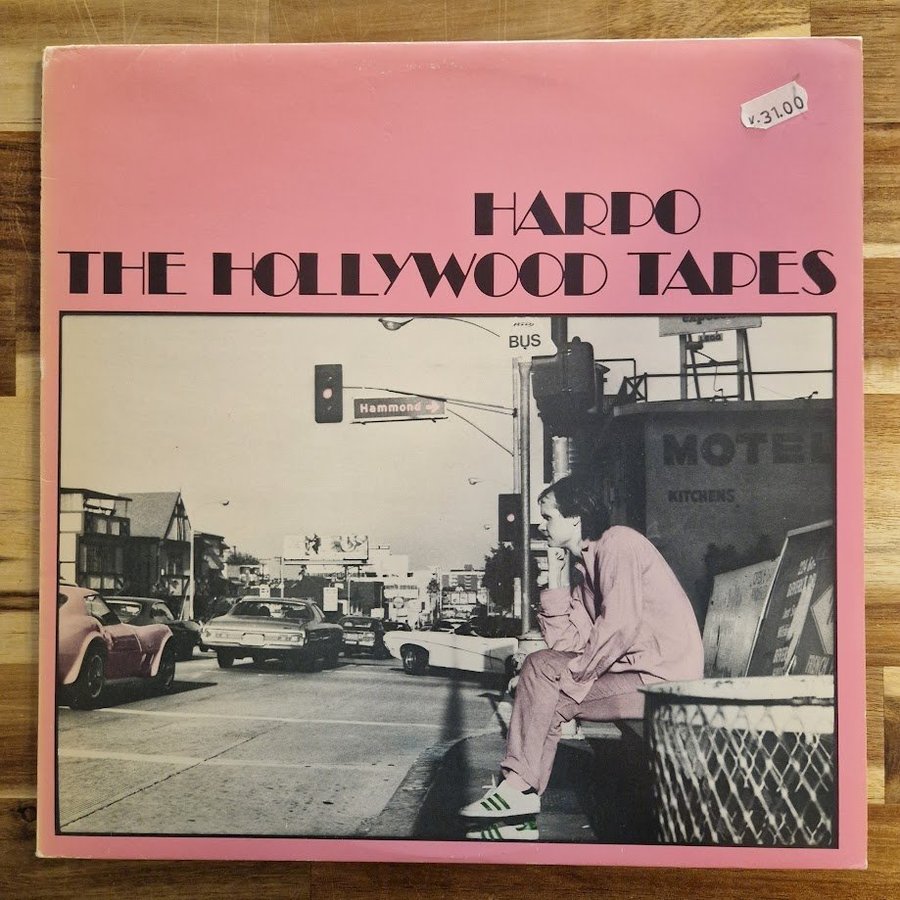 K.31.00
HARPO
THE HOLLYWOOD TAPES
BUS
Hammond →
MOTEL
KITCHENS